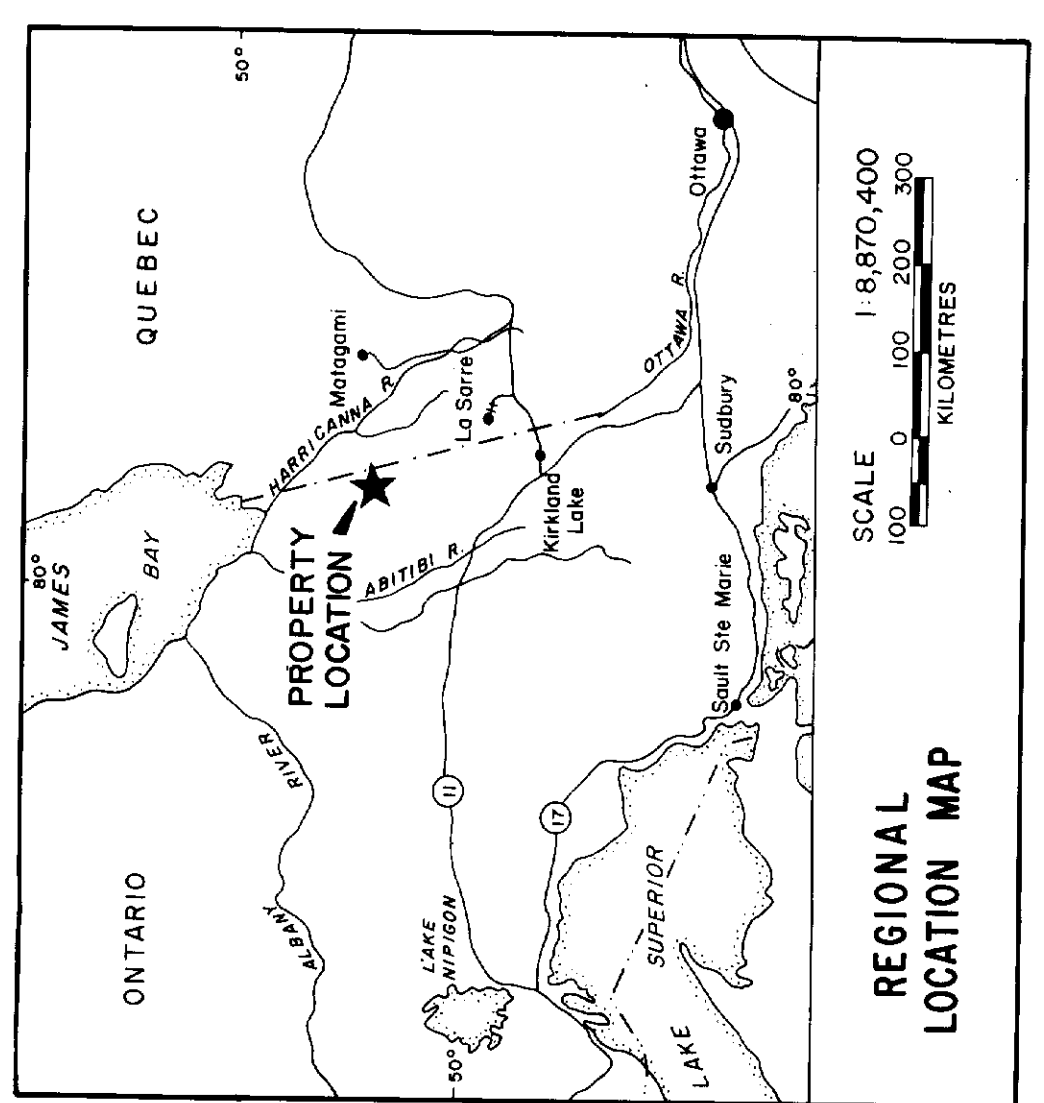 50°
QUEBEC
80°
JAMES
BAY
HARRICANNA R.
Matagami
La Sarre
PROPERTY
LOCATION
ABITIBI R.
Kirkland
Lake
OTTAWA R.
Ottawa
Sudbury
80°
Sault Ste Marie
ONTARIO
ALBANY RIVER
11
17
LAKE
NIPIGON
50°
LAKE SUPERIOR
REGIONAL
LOCATION MAP
SCALE 1:8,870,400
100 0 100 200 300
KILOMETRES